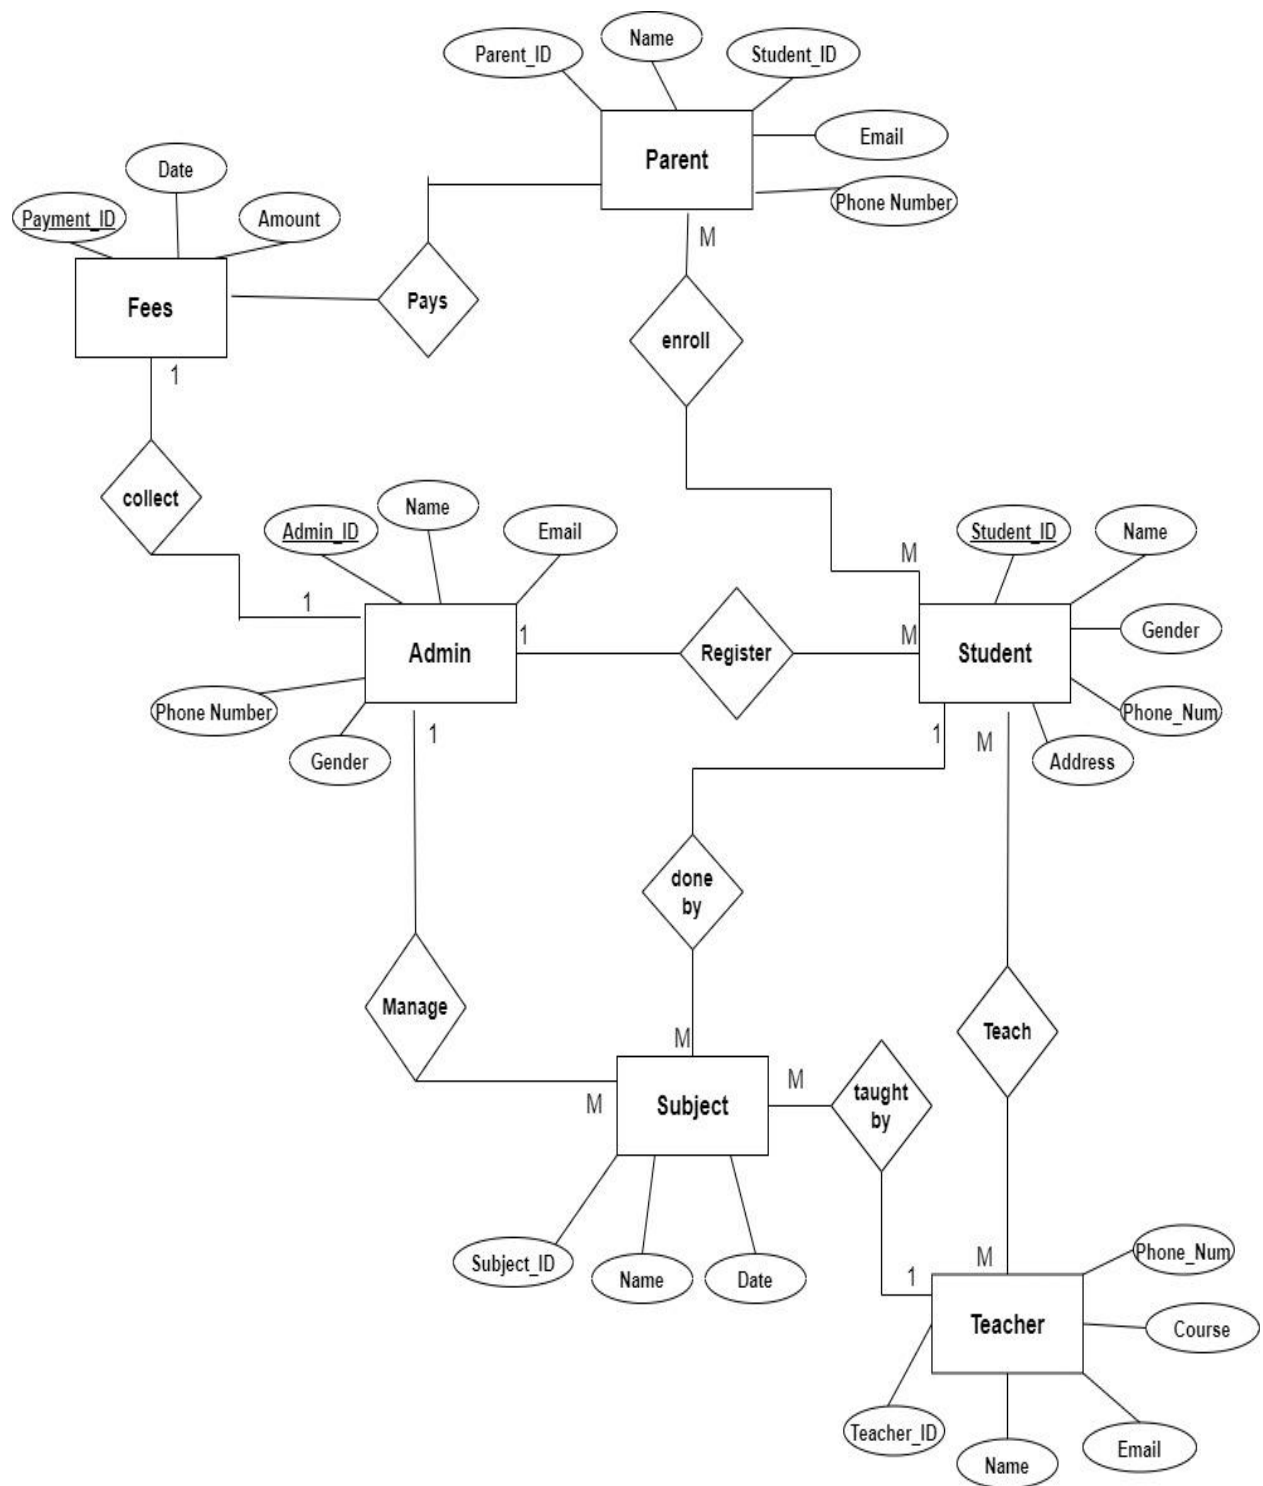 Name
Parent_ID
Student_ID
Email
Parent
Phone Number
Date
Payment_ID
Amount
Fees
Pays
M
enroll
1
collect
Name
Admin_ID
Email
1
Admin
1
Phone Number
Gender
1
Register
M
M
Student_ID
Name
Gender
Student
Phone_Num
Address
1
M
done
by
Manage
Teach
M
M
Subject
M
taught
by
Subject_ID
Name
Date
M
1
Phone_Num
Teacher
Course
Teacher_ID
Name
Email